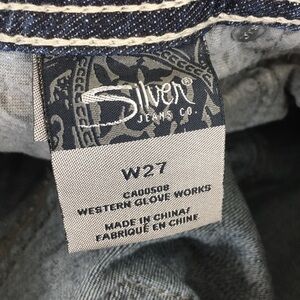 Silver®
JEANS CO.
W27
CA00508
WESTERN GLOVE WORKS
MADE IN CHINA/
FABRIQUÉ EN CHINE